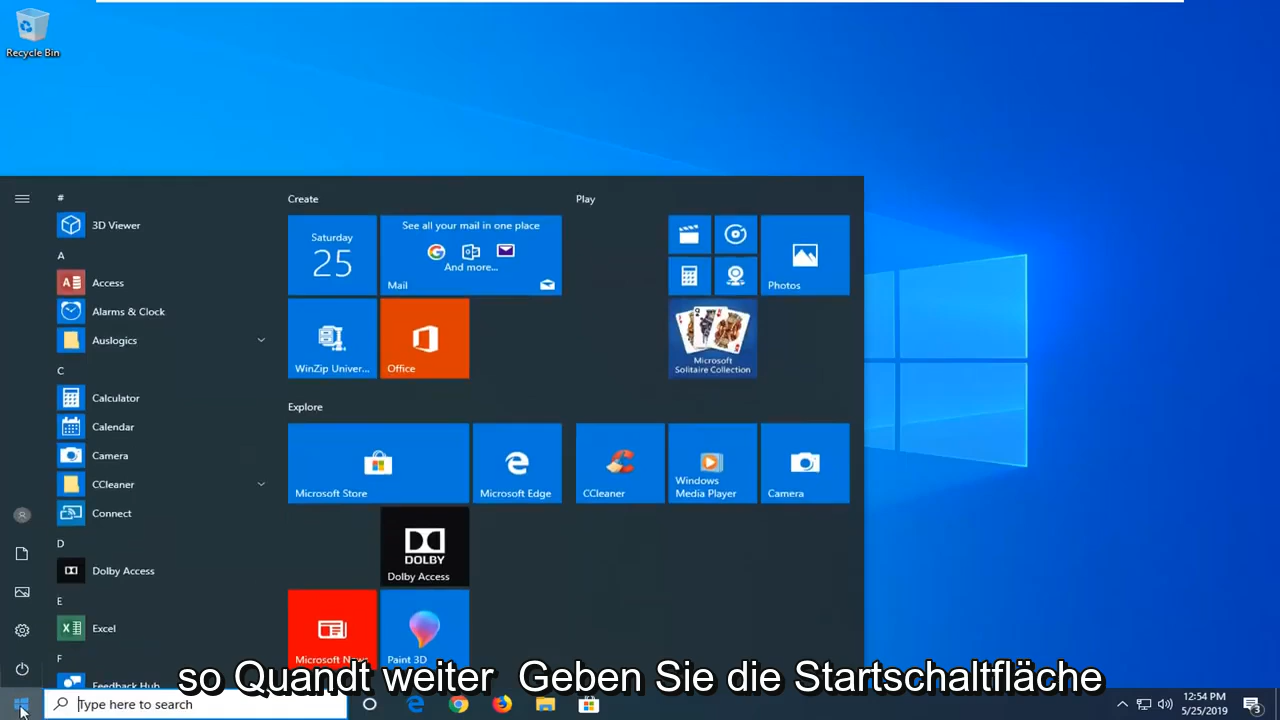 Recycle Bin
#
3D Viewer
A
Access
Alarms & Clock
Auslogics
C
Calculator
Calendar
Camera
CCleaner
Connect
D
Dolby Access
E
Excel
F
Feedback Hub
Create
Saturday
25
See all your mail in one place
And more...
Mail
WinZip Univer...
Office
Explore
Microsoft Store
Microsoft Edge
DOLBY
Dolby Access
Microsoft News
Paint 3D
Play
Photos
Microsoft
Solitaire Collection
CCleaner
Windows
Media Player
Camera
so Quandt weiter Geben Sie die Startschaltfläche
Type here to search
12:54 PM
5/25/2019
3